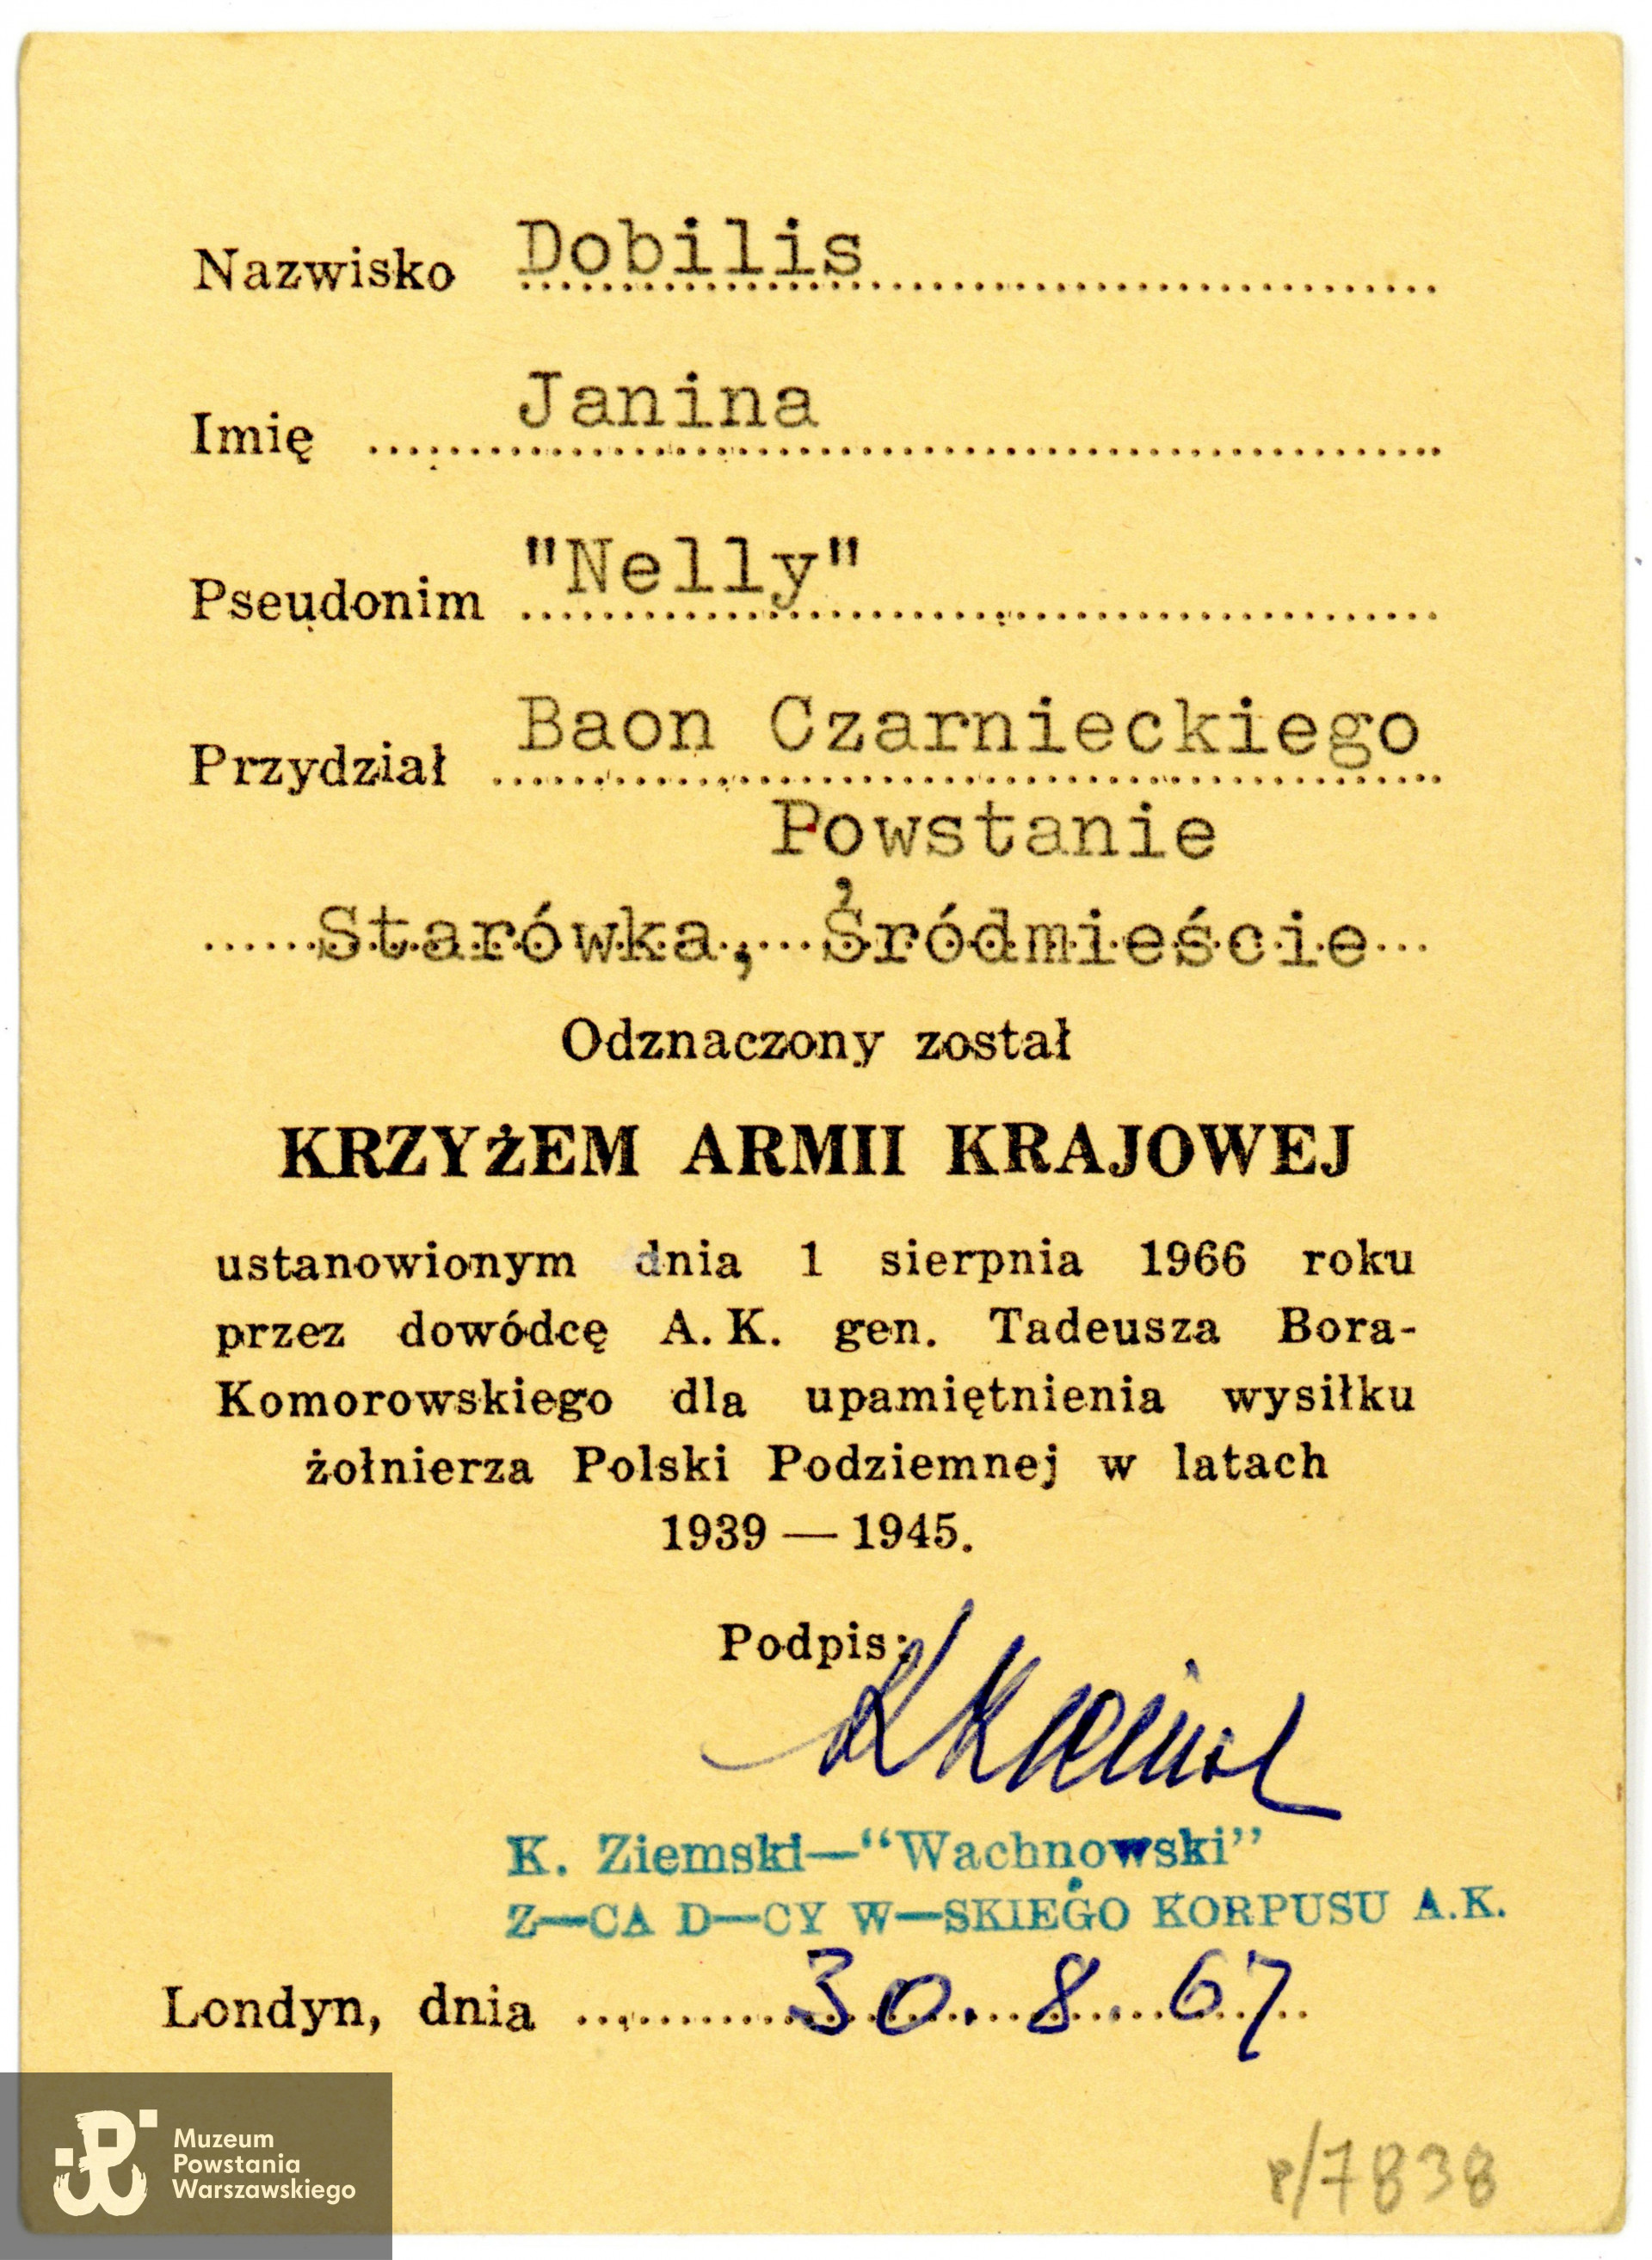 Nazwisko Dobilis
Imię Janina
Pseudonim "Nelly"
Przydział Baon Czarnieckiego
Powstanie
Starówka, Śródmieście
Odznaczony został
KRZYżEM ARMII KRAJOWEJ
ustanowionym dnia 1 sierpnia 1966 roku
przez dowódcę A. K. gen. Tadeusza Bora-
Komorowskiego dla upamiętnienia wysiłku
żołnierza Polski Podziemnej w latach
1939 — 1945.
Podpis:
K. Ziemski—“Wachnowski”
Z—CA D—CY W—SKIEGO KORPUSU A.K.
Londyn, dnia 30. 8. 67
Muzeum
Powstania
Warszawskiego
p/7838